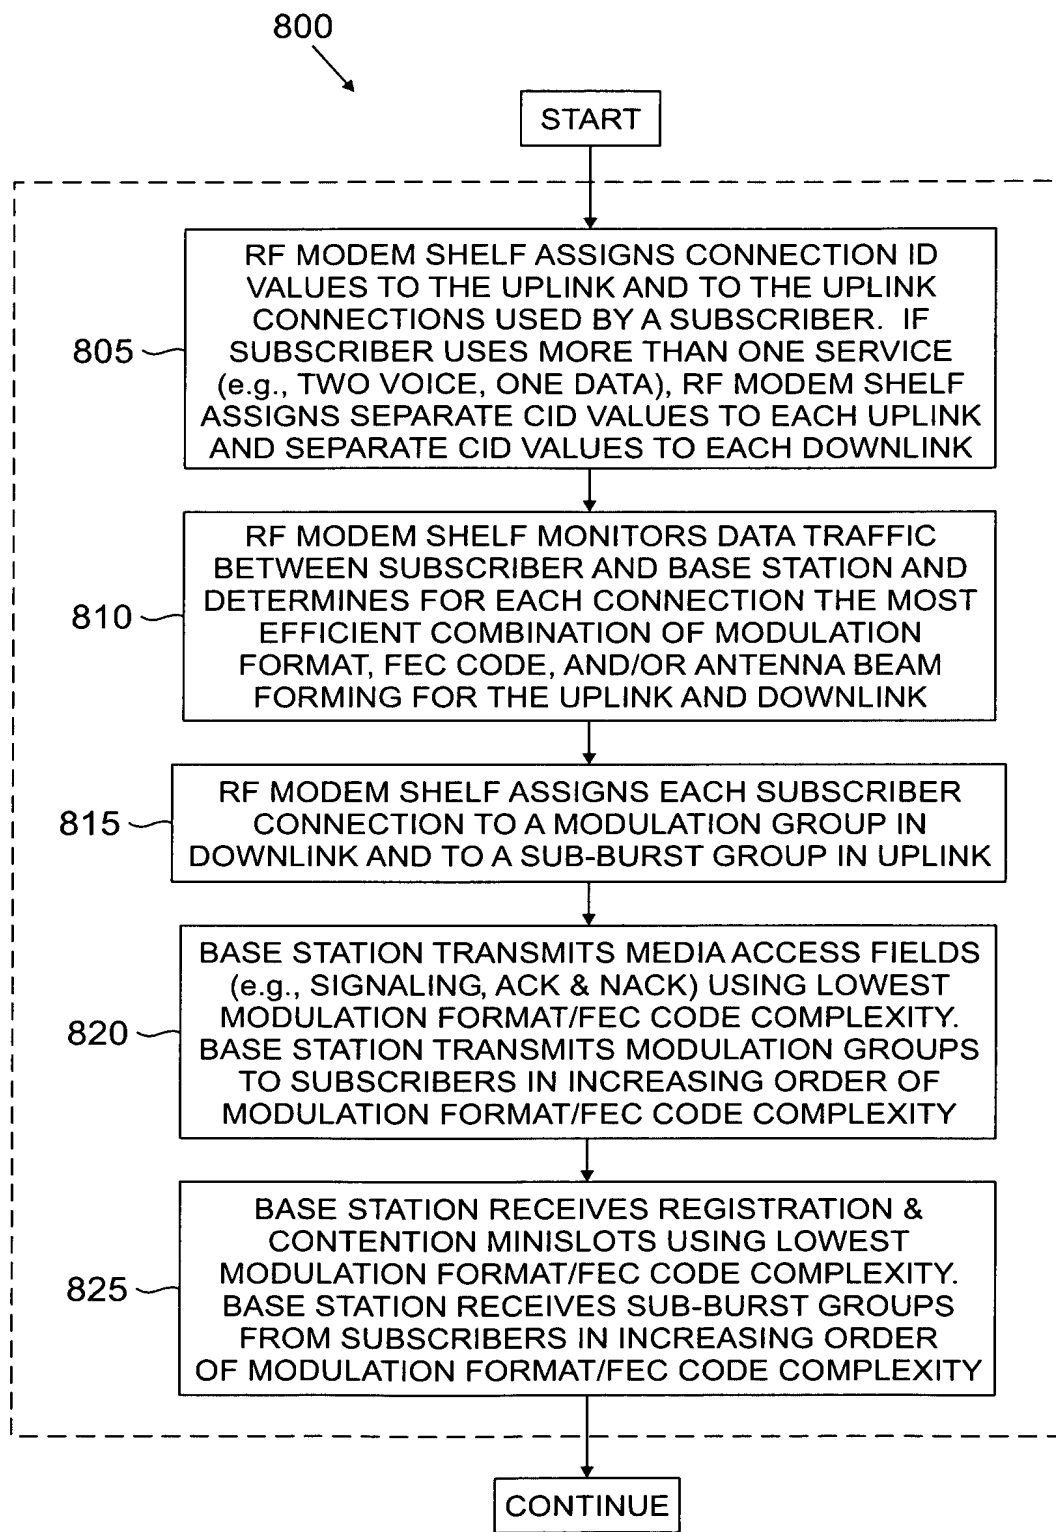 800
START
805
RF MODEM SHELF ASSIGNS CONNECTION ID
VALUES TO THE UPLINK AND TO THE UPLINK
CONNECTIONS USED BY A SUBSCRIBER. IF
SUBSCRIBER USES MORE THAN ONE SERVICE
(e.g., TWO VOICE, ONE DATA), RF MODEM SHELF
ASSIGNS SEPARATE CID VALUES TO EACH UPLINK
AND SEPARATE CID VALUES TO EACH DOWNLINK
810
RF MODEM SHELF MONITORS DATA TRAFFIC
BETWEEN SUBSCRIBER AND BASE STATION AND
DETERMINES FOR EACH CONNECTION THE MOST
EFFICIENT COMBINATION OF MODULATION
FORMAT, FEC CODE, AND/OR ANTENNA BEAM
FORMING FOR THE UPLINK AND DOWNLINK
815
RF MODEM SHELF ASSIGNS EACH SUBSCRIBER
CONNECTION TO A MODULATION GROUP IN
DOWNLINK AND TO A SUB-BURST GROUP IN UPLINK
820
BASE STATION TRANSMITS MEDIA ACCESS FIELDS
(e.g., SIGNALING, ACK & NACK) USING LOWEST
MODULATION FORMAT/FEC CODE COMPLEXITY.
BASE STATION TRANSMITS MODULATION GROUPS
TO SUBSCRIBERS IN INCREASING ORDER OF
MODULATION FORMAT/FEC CODE COMPLEXITY
825
BASE STATION RECEIVES REGISTRATION &
CONTENTION MINISLOTS USING LOWEST
MODULATION FORMAT/FEC CODE COMPLEXITY.
BASE STATION RECEIVES SUB-BURST GROUPS
FROM SUBSCRIBERS IN INCREASING ORDER
OF MODULATION FORMAT/FEC CODE COMPLEXITY
CONTINUE